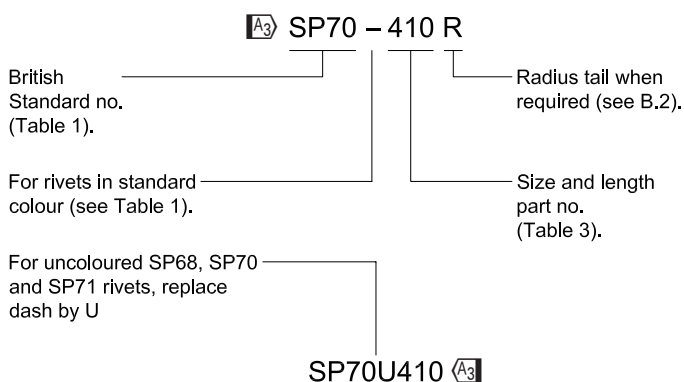 A3 SP70 – 410 R
British
Standard no.
(Table 1).
Radius tail when
required (see B.2).
For rivets in standard
colour (see Table 1).
Size and length
part no.
(Table 3).
For uncoloured SP68, SP70
and SP71 rivets, replace
dash by U
SP70U410 A3